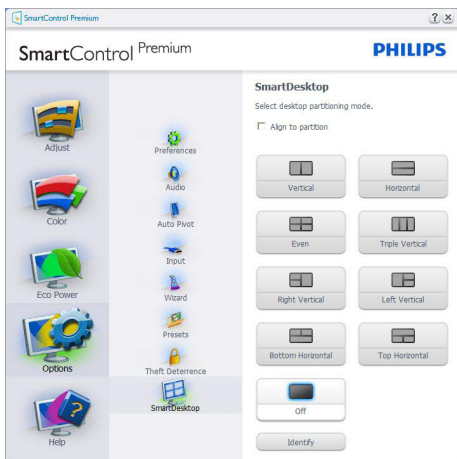 SmartControl Premium
SmartControl Premium
PHILIPS
Adjust
Color
Eco Power
Options
Help
Preferences
Audio
Auto Pivot
Input
Wizard
Presets
Theft Deterrence
SmartDesktop
SmartDesktop
Select desktop partitioning mode.
Align to partition
Vertical
Horizontal
Even
Triple Vertical
Right Vertical
Left Vertical
Bottom Horizontal
Top Horizontal
Off
Identify